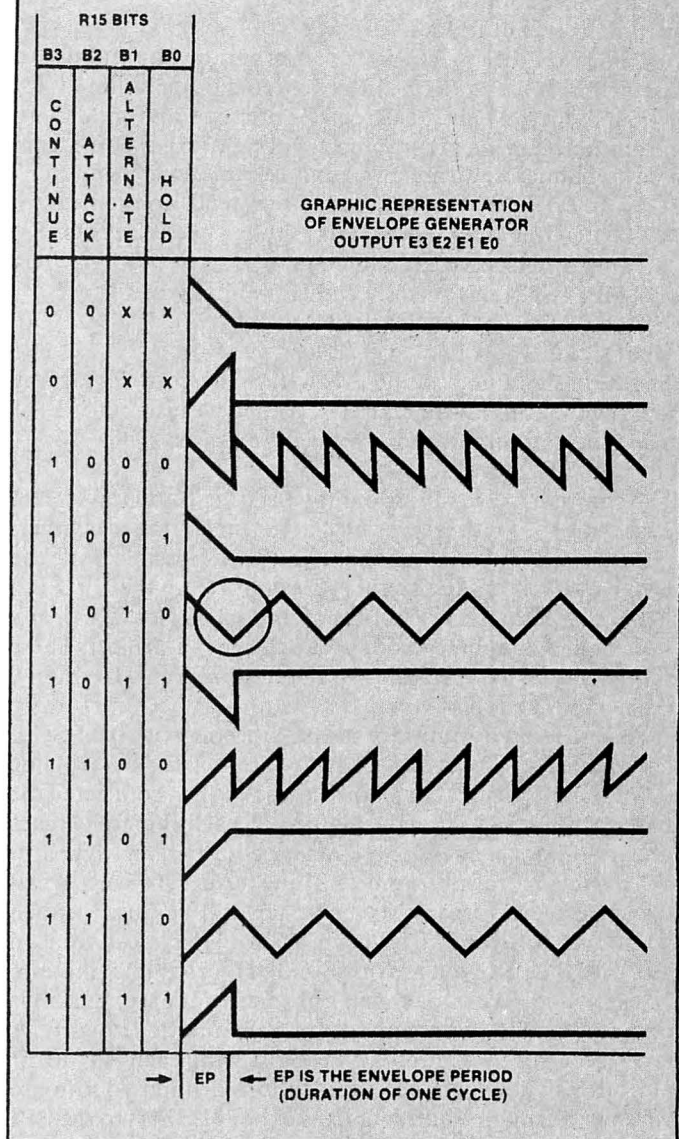 R15 BITS
B3 B2 B1 B0
CONTINUE
ATTACK
ALTERNATE
HOLD
GRAPHIC REPRESENTATION
OF ENVELOPE GENERATOR
OUTPUT E3 E2 E1 E0
0 0 X X
0 1 X X
1 0 0 0
1 0 0 1
1 0 1 0
1 0 1 1
1 1 0 0
1 1 0 1
1 1 1 0
1 1 1 1
EP
EP IS THE ENVELOPE PERIOD
(DURATION OF ONE CYCLE)